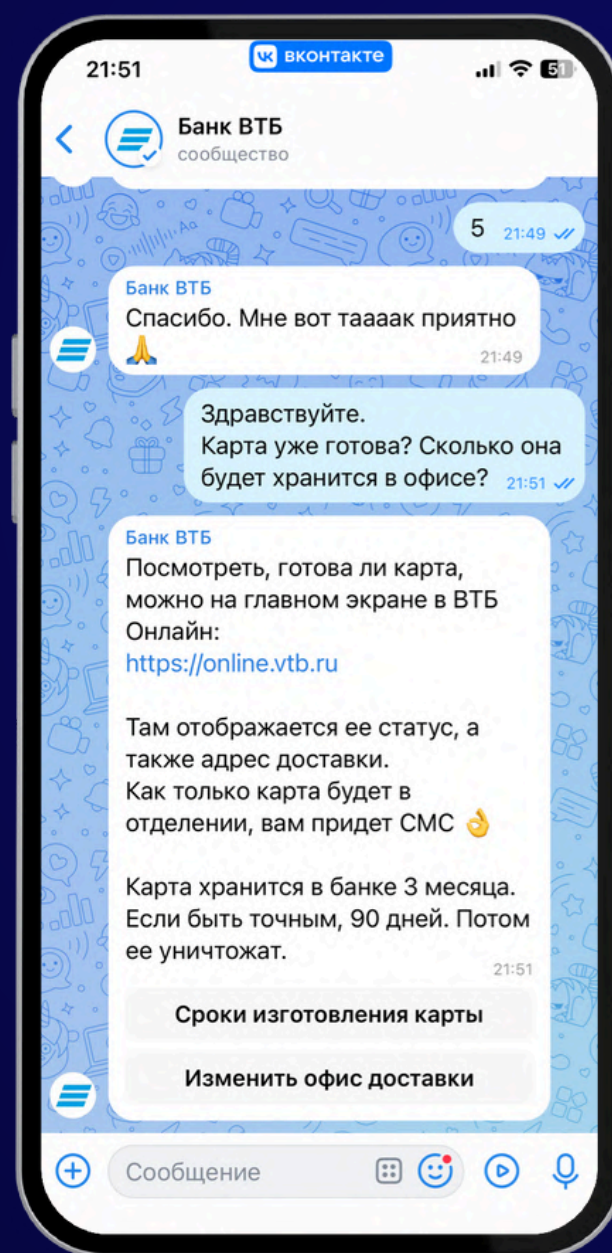 21:51
вконтакте
51
Банк ВТБ
сообщество
5 21:49
Банк ВТБ
Спасибо. Мне вот таааак приятно
🙏 21:49
Здравствуйте.
Карта уже готова? Сколько она
будет хранится в офисе? 21:51
Банк ВТБ
Посмотреть, готова ли карта,
можно на главном экране в ВТБ
Онлайн:
https://online.vtb.ru
Там отображается ее статус, а
также адрес доставки.
Как только карта будет в
отделении, вам придет СМС 👌
Карта хранится в банке 3 месяца.
Если быть точным, 90 дней. Потом
ее уничтожат.
21:51
Сроки изготовления карты
Изменить офис доставки
Сообщение